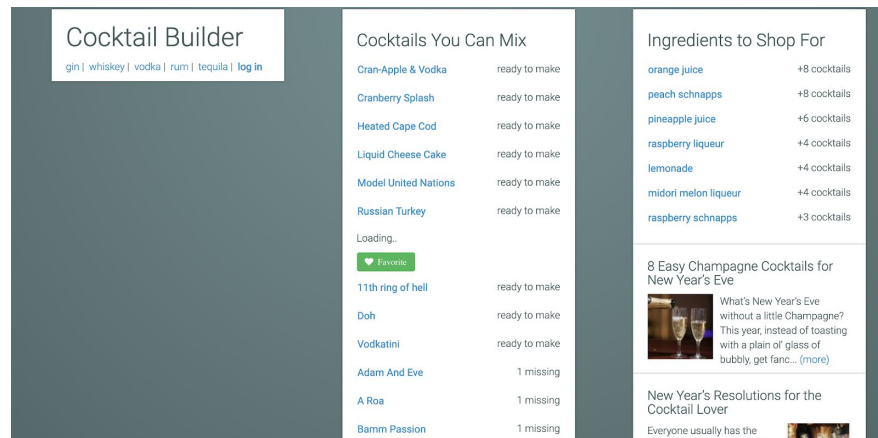 Cocktail Builder
gin | whiskey | vodka | rum | tequila | log in
Cocktails You Can Mix
Cran-Apple & Vodka ready to make
Cranberry Splash ready to make
Heated Cape Cod ready to make
Liquid Cheese Cake ready to make
Model United Nations ready to make
Russian Turkey ready to make
Loading..
Favorite
11th ring of hell ready to make
Doh ready to make
Vodkatini ready to make
Adam And Eve 1 missing
A Roa 1 missing
Bamm Passion 1 missing
Ingredients to Shop For
orange juice +8 cocktails
peach schnapps +8 cocktails
pineapple juice +6 cocktails
raspberry liqueur +4 cocktails
lemonade +4 cocktails
midori melon liqueur +4 cocktails
raspberry schnapps +3 cocktails
8 Easy Champagne Cocktails for
New Year's Eve
What's New Year's Eve
without a little Champagne?
This year, instead of toasting
with a plain ol' glass of
bubbly, get fanc... (more)
New Year's Resolutions for the
Cocktail Lover
Everyone usually has the